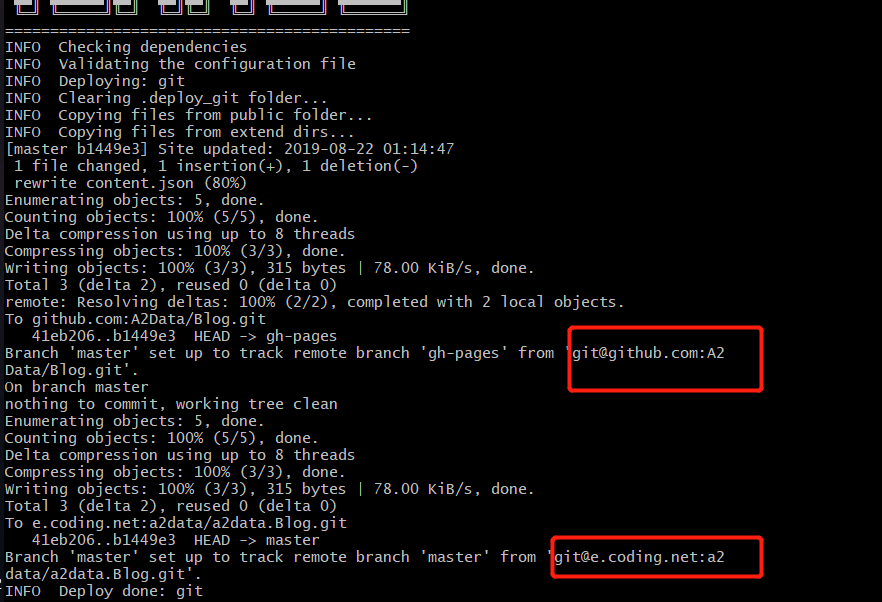 ===============================================
INFO  Checking dependencies
INFO  Validating the configuration file
INFO  Deploying: git
INFO  Clearing .deploy_git folder...
INFO  Copying files from public folder...
INFO  Copying files from extend dirs...
[master b1449e3] Site updated: 2019-08-22 01:14:47
 1 file changed, 1 insertion(+), 1 deletion(-)
 rewrite content.json (80%)
Enumerating objects: 5, done.
Counting objects: 100% (5/5), done.
Delta compression using up to 8 threads
Compressing objects: 100% (3/3), done.
Writing objects: 100% (3/3), 315 bytes | 78.00 KiB/s, done.
Total 3 (delta 2), reused 0 (delta 0)
remote: Resolving deltas: 100% (2/2), completed with 2 local objects.
To github.com:A2Data/Blog.git
   41eb206..b1449e3  HEAD -> gh-pages
Branch 'master' set up to track remote branch 'gh-pages' from 'git@github.com:A2
Data/Blog.git'.
On branch master
nothing to commit, working tree clean
Enumerating objects: 5, done.
Counting objects: 100% (5/5), done.
Delta compression using up to 8 threads
Compressing objects: 100% (3/3), done.
Writing objects: 100% (3/3), 315 bytes | 78.00 KiB/s, done.
Total 3 (delta 2), reused 0 (delta 0)
To e.coding.net:a2data/a2data.Blog.git
   41eb206..b1449e3  HEAD -> master
Branch 'master' set up to track remote branch 'master' from 'git@e.coding.net:a2
data/a2data.Blog.git'.
INFO  Deploy done: git